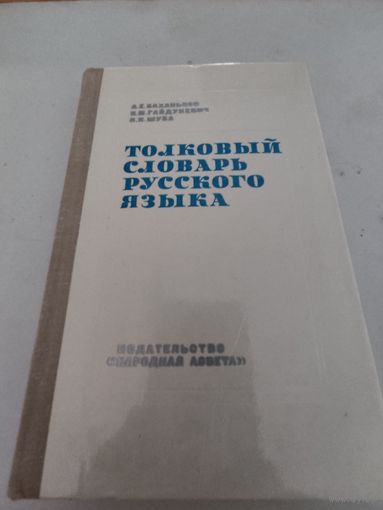 А.Е. БАХАНЬКОВ
И.М. ГАЙДУКЕВИЧ
П.П. ШУБА
ТОЛКОВЫЙ
СЛОВАРЬ
РУССКОГО
ЯЗЫКА
ИЗДАТЕЛЬСТВО
«НАРОДНАЯ АСВЕТА»